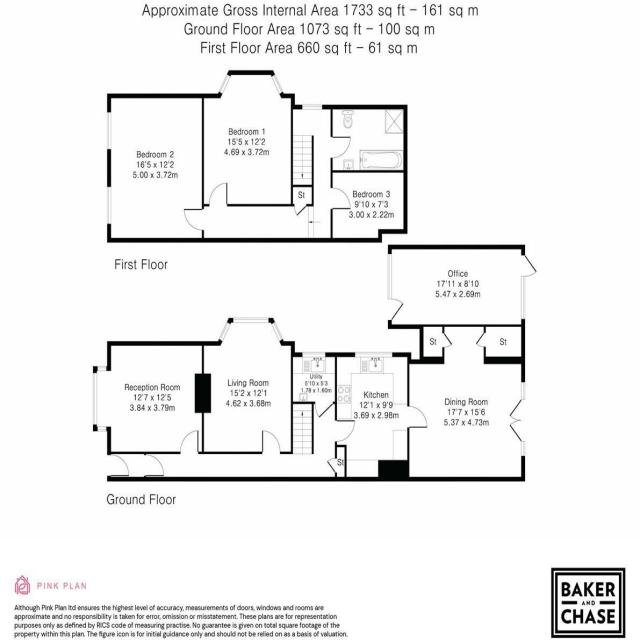 Approximate Gross Internal Area 1733 sq ft – 161 sq m
Ground Floor Area 1073 sq ft – 100 sq m
First Floor Area 660 sq ft – 61 sq m
Bedroom 2
16'5 x 12'2
5.00 x 3.72m
Bedroom 1
15'5 x 12'2
4.69 x 3.72m
St
Bedroom 3
9'10 x 7'3
3.00 x 2.22m
First Floor
Office
17'11 x 8'10
5.47 x 2.69m
St
St
Reception Room
12'7 x 12'5
3.84 x 3.79m
Living Room
15'2 x 12'1
4.62 x 3.68m
Utility
5'10 x 5'3
1.78 x 1.60m
Kitchen
12'1 x 9'9
3.69 x 2.98m
Dining Room
17'7 x 15'6
5.37 x 4.73m
St
Ground Floor
PINK PLAN
Although Pink Plan ltd ensures the highest level of accuracy, measurements of doors, windows and rooms are
approximate and no responsibility is taken for error, omission or misstatement. These plans are for representation
purposes only as defined by RICS code of measuring practise. No guarantee is given on total square footage of the
property within this plan. The figure icon is for initial guidance only and should not be relied on as a basis of valuation.
BAKER
AND
CHASE